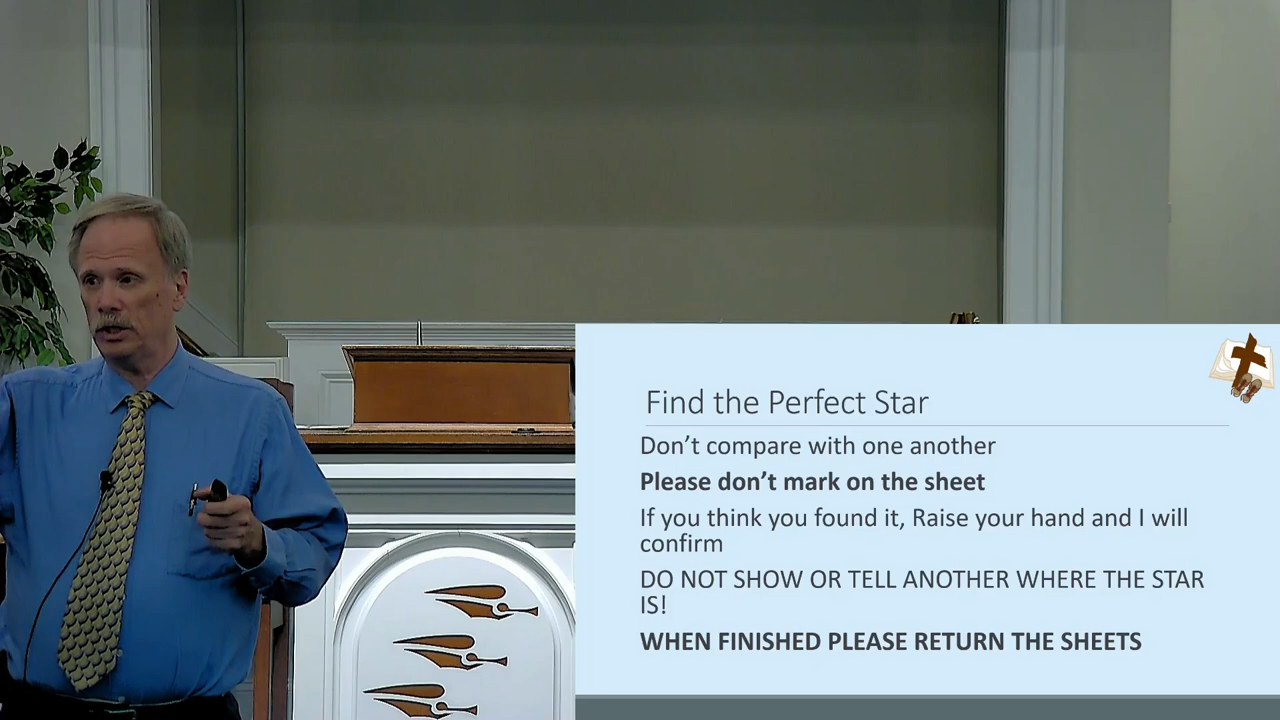 Find the Perfect Star
Don’t compare with one another
Please don’t mark on the sheet
If you think you found it, Raise your hand and I will
confirm
DO NOT SHOW OR TELL ANOTHER WHERE THE STAR
IS!
WHEN FINISHED PLEASE RETURN THE SHEETS